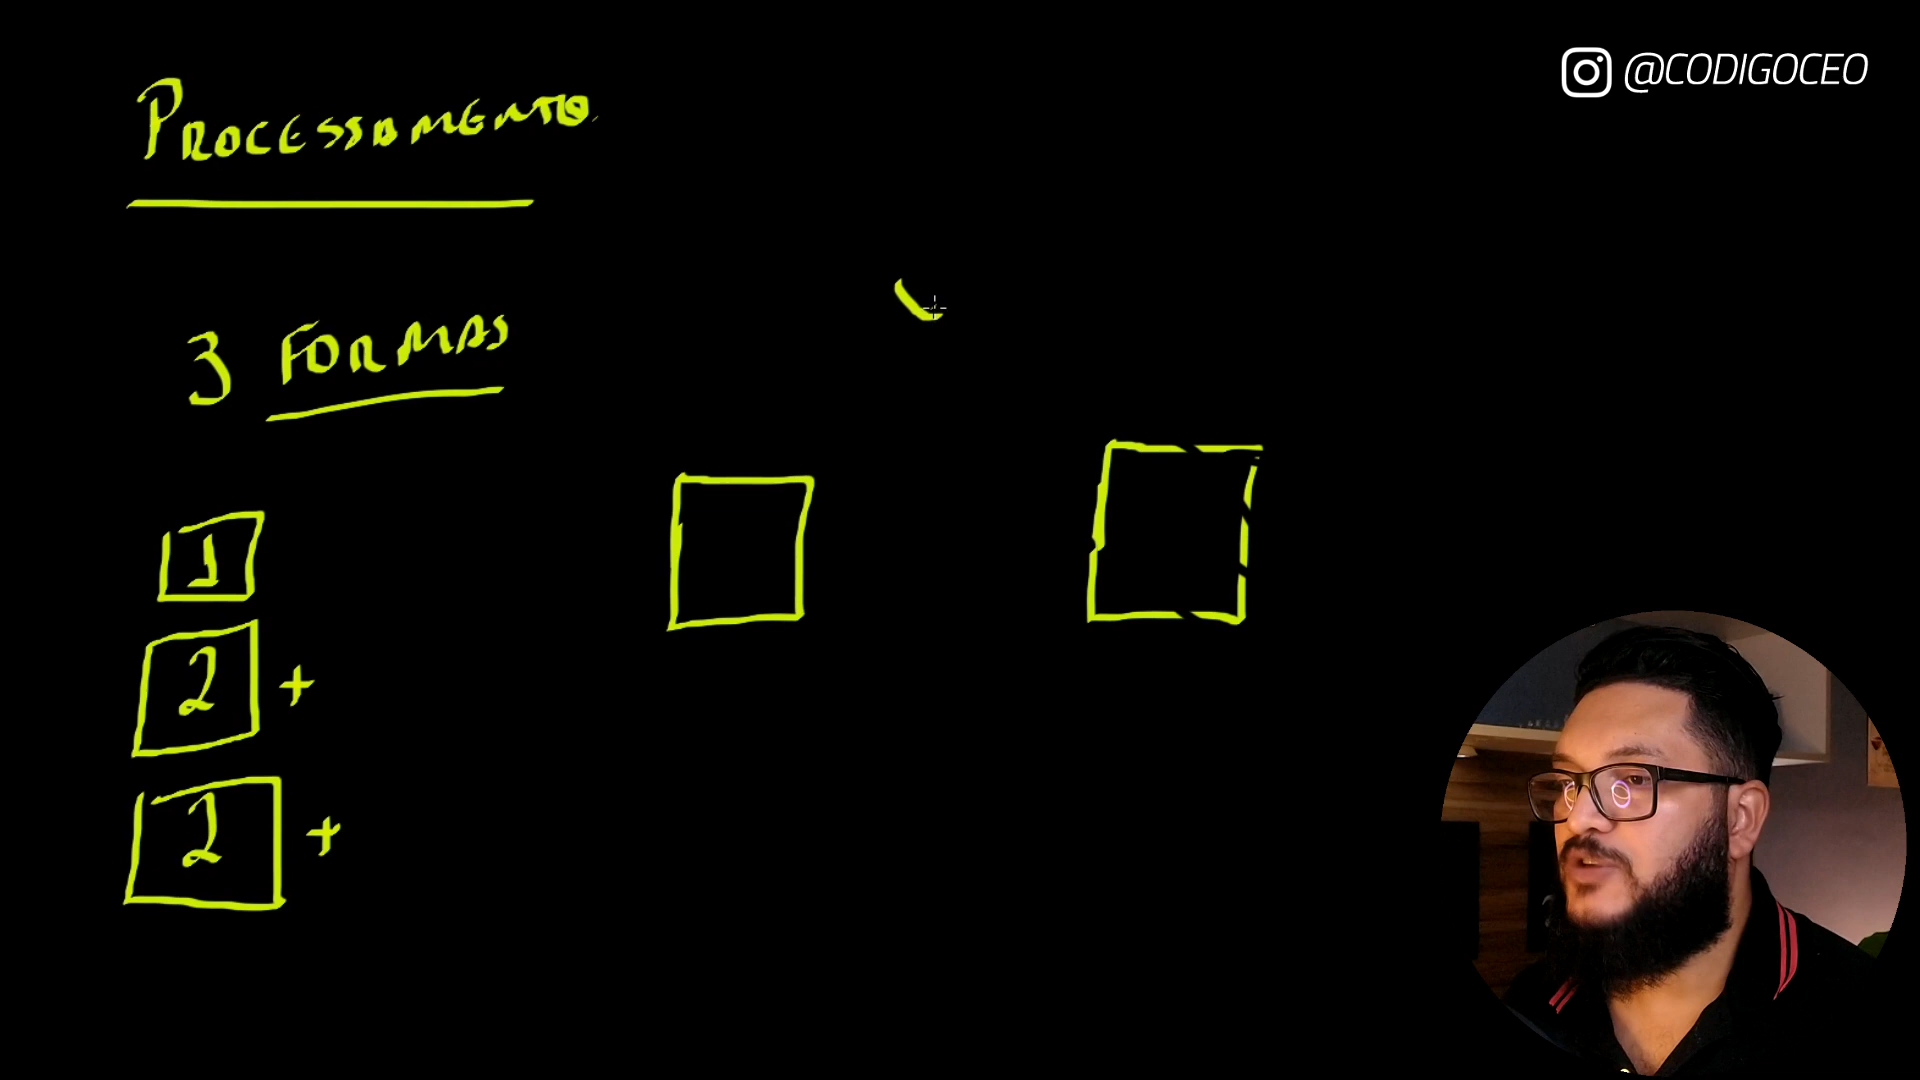 @CODIGOCEO
PROCESSAMENTO
3 FORMAS
1
2 +
2 +